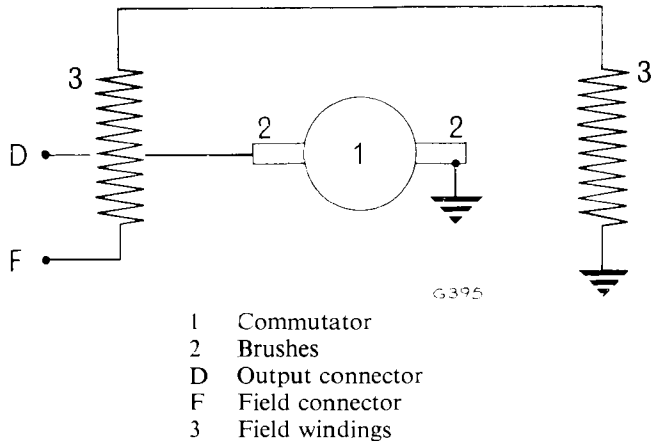 3
3
2
2
1
D
F
G395
1 Commutator
2 Brushes
D Output connector
F Field connector
3 Field windings